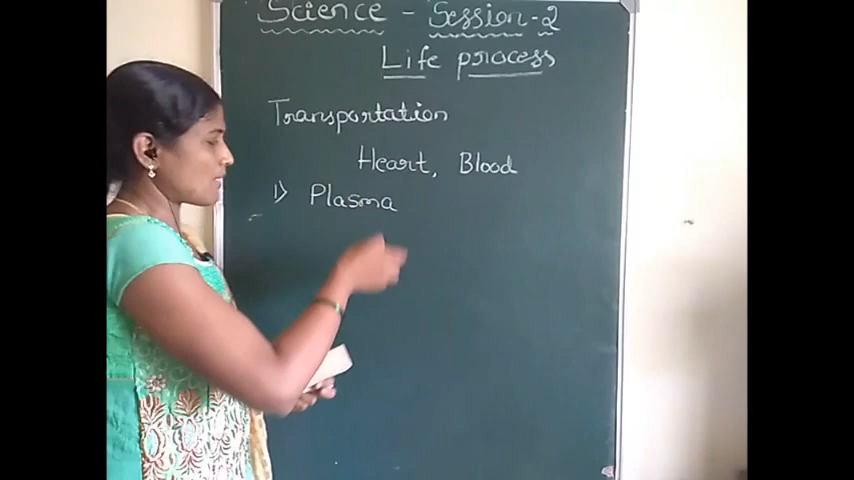 Science - Session-2
Life process
Transportation
Heart, Blood
1) Plasma